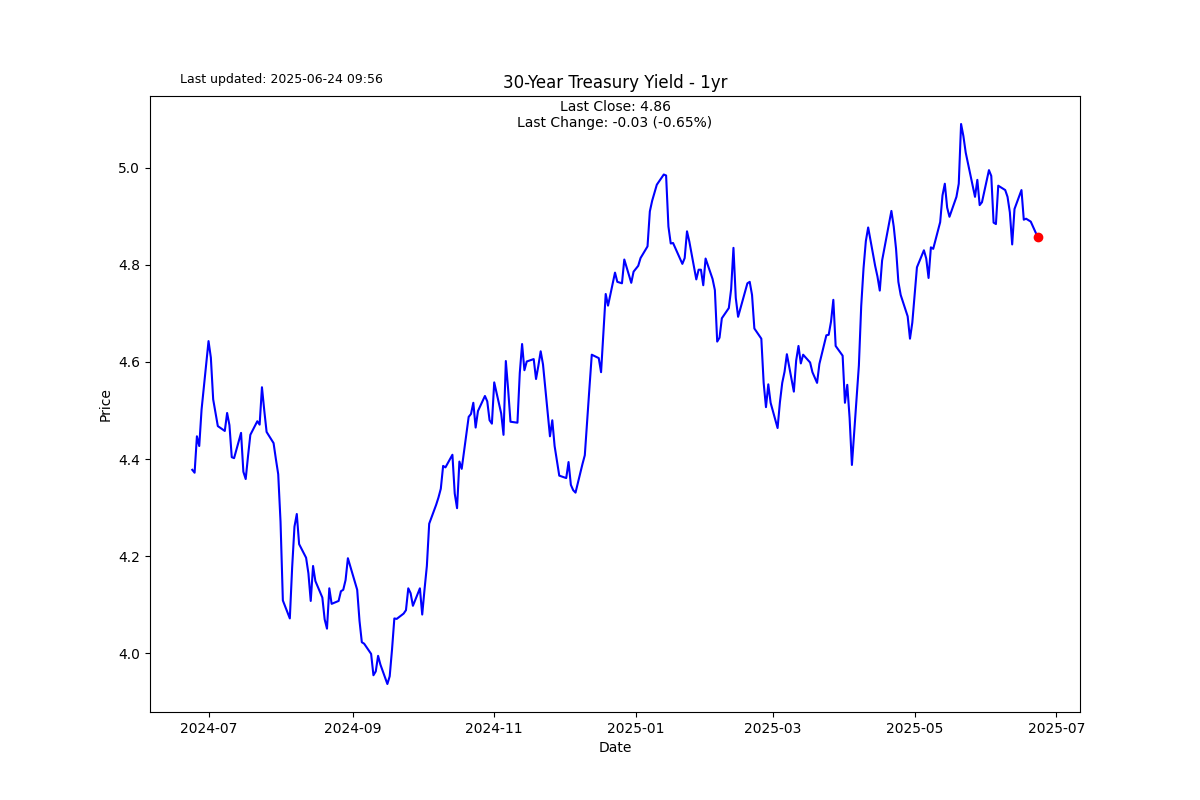 Last updated: 2025-06-24 09:56
30-Year Treasury Yield - 1yr
Last Close: 4.86
Last Change: -0.03 (-0.65%)
Price
5.0
4.8
4.6
4.4
4.2
4.0
2024-07
2024-09
2024-11
2025-01
2025-03
2025-05
2025-07
Date